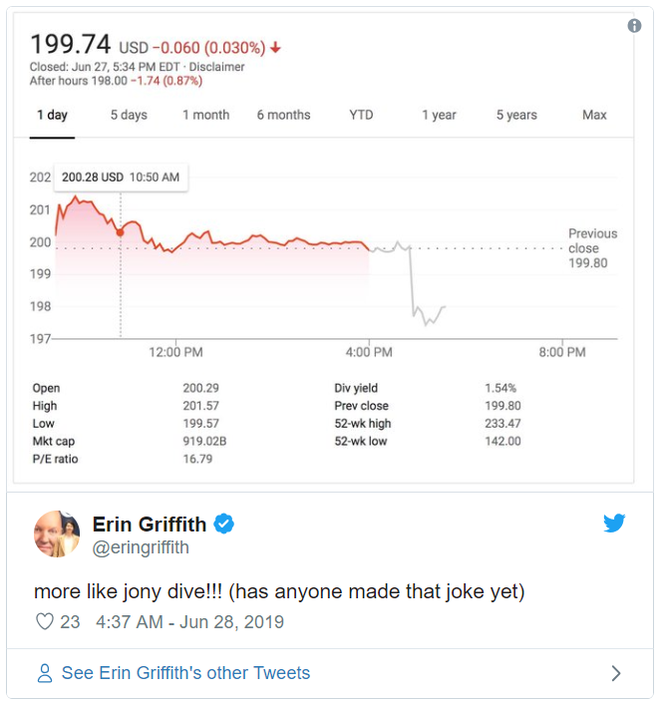 199.74 USD −0.060 (0.030%)
Closed: Jun 27, 5:34 PM EDT · Disclaimer
After hours 198.00 −1.74 (0.87%)
1 day 5 days 1 month 6 months YTD 1 year 5 years Max
202
200.28 USD 10:50 AM
201
200
199
198
197
Previous
close
199.80
12:00 PM 4:00 PM 8:00 PM
Open 200.29 Div yield 1.54%
High 201.57 Prev close 199.80
Low 199.57 52-wk high 233.47
Mkt cap 919.02B 52-wk low 142.00
P/E ratio 16.79
Erin Griffith
@eringriffith
more like jony dive!!! (has anyone made that joke yet)
23 4:37 AM - Jun 28, 2019
See Erin Griffith's other Tweets